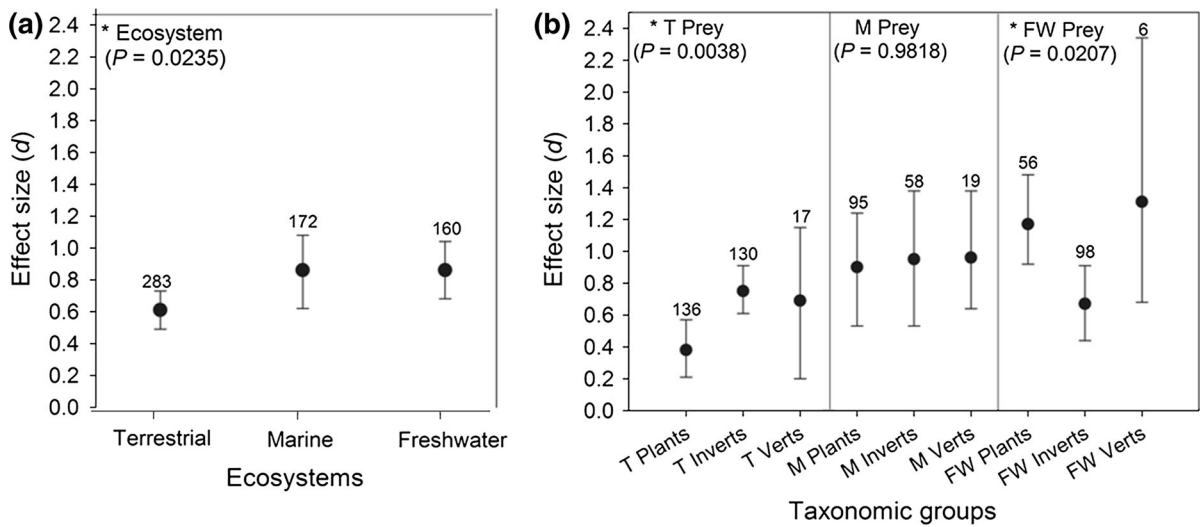 (a)
* Ecosystem
(P = 0.0235)
Effect size (d)
2.4
2.2
2.0
1.8
1.6
1.4
1.2
1.0
0.8
0.6
0.4
0.2
0.0
283
172
160
Terrestrial
Marine
Freshwater
Ecosystems
(b)
* T Prey
(P = 0.0038)
M Prey
(P = 0.9818)
* FW Prey
(P = 0.0207)
Effect size (d)
2.4
2.2
2.0
1.8
1.6
1.4
1.2
1.0
0.8
0.6
0.4
0.2
0.0
136
130
17
95
58
19
56
98
6
T Plants
T Inverts
T Verts
M Plants
M Inverts
M Verts
FW Plants
FW Inverts
FW Verts
Taxonomic groups